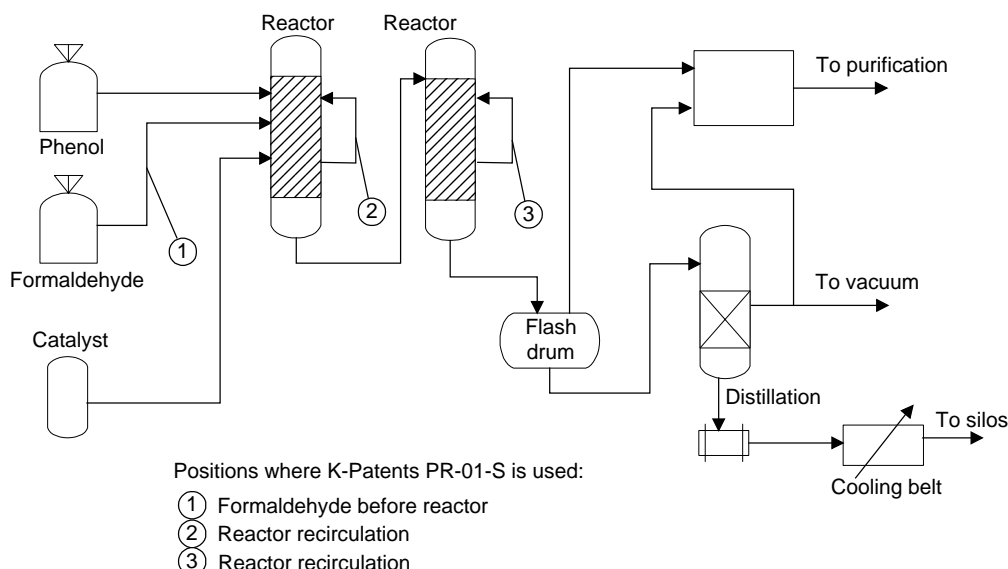 Reactor
Reactor
Phenol
Formaldehyde
1
2
3
Catalyst
Flash
drum
To purification
To vacuum
Distillation
To silos
Cooling belt
Positions where K-Patents PR-01-S is used:
1 Formaldehyde before reactor
2 Reactor recirculation
3 Reactor recirculation